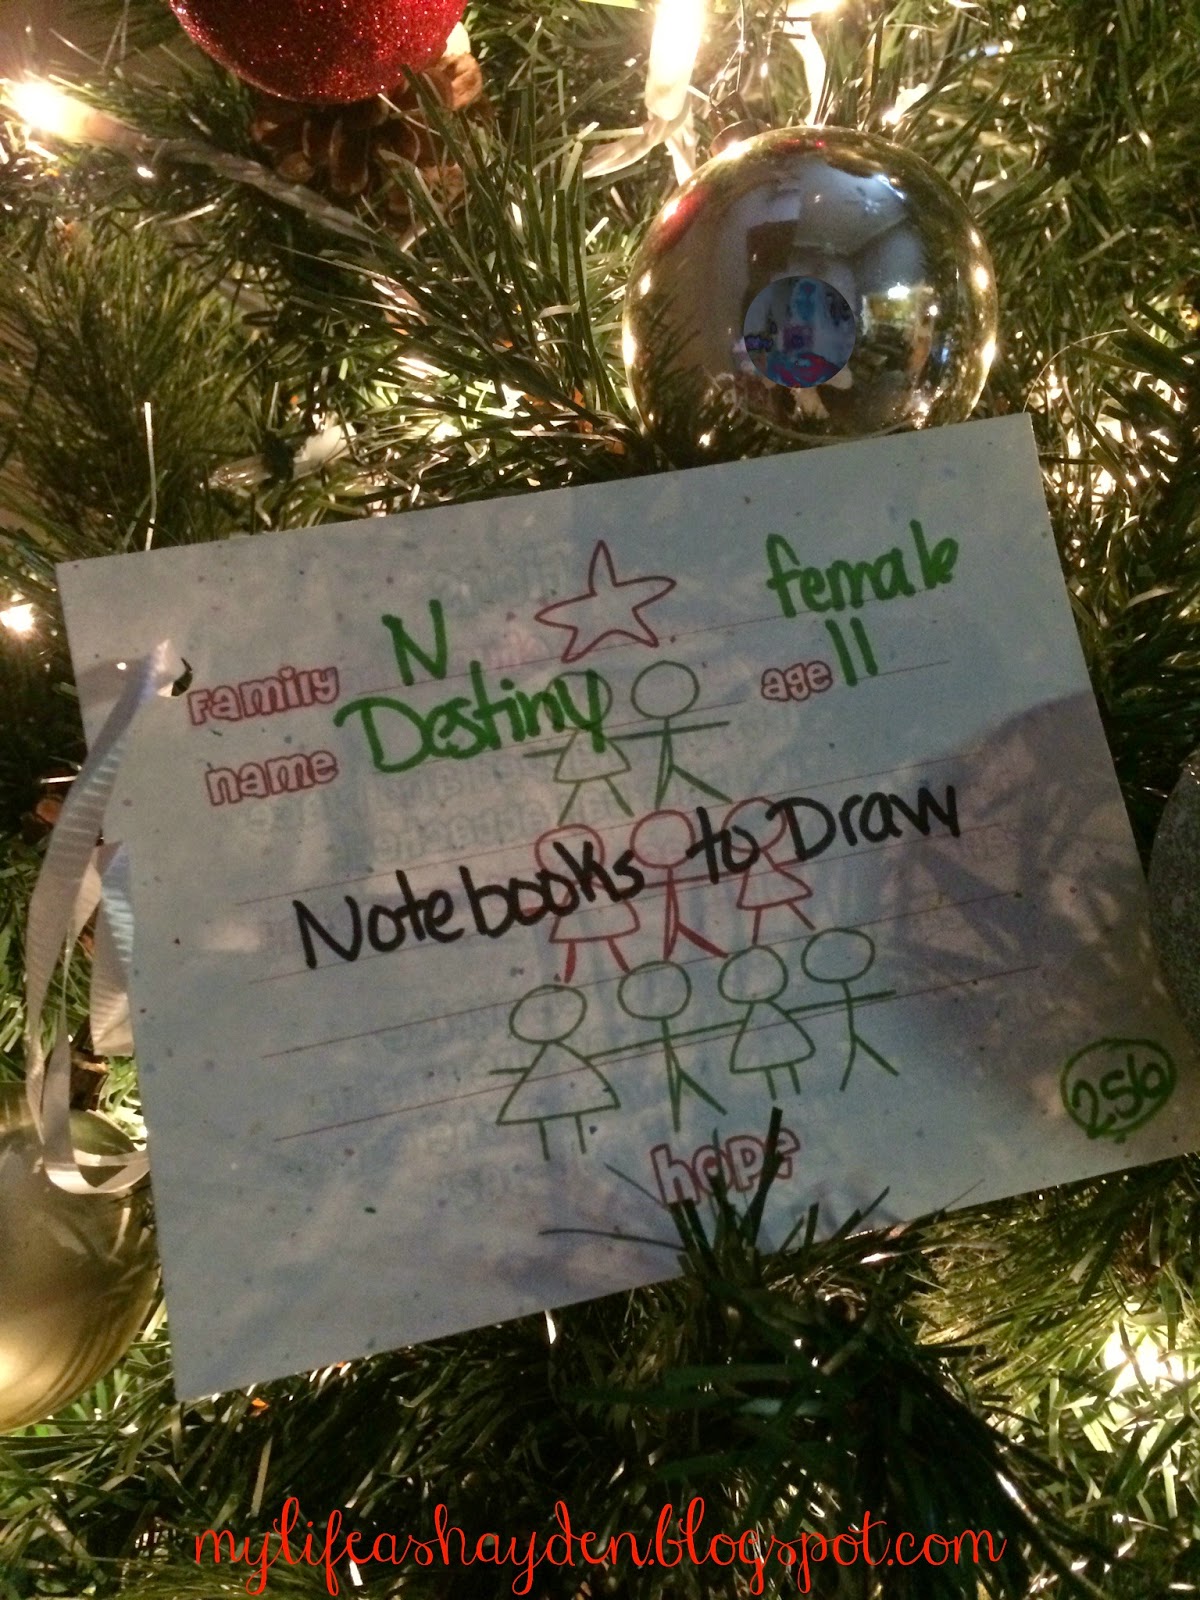 Family N female
name Destiny age 11
Notebooks to Draw
256
hope
mylifeashayden.blogspot.com